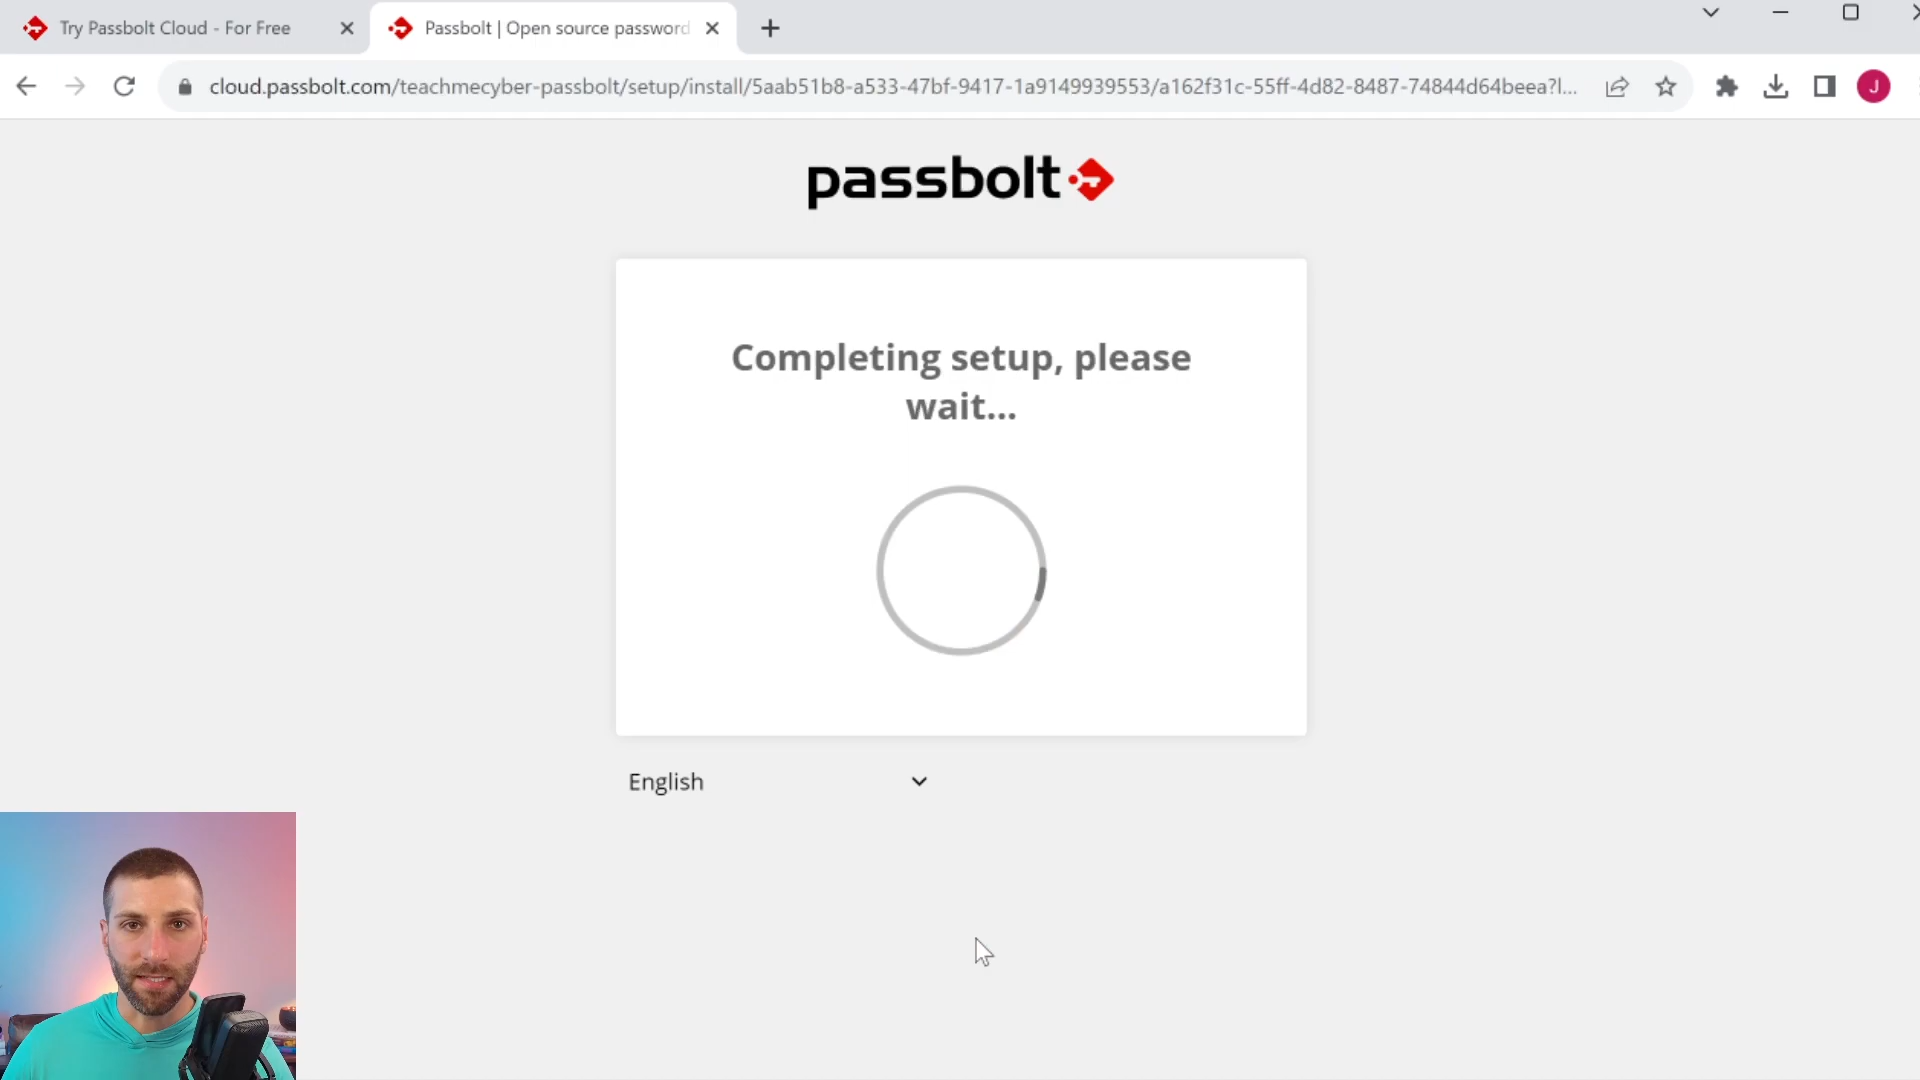 Try Passbolt Cloud - For Free
Passbolt | Open source password
cloud.passbolt.com/teachmecyber-passbolt/setup/install/5aab51b8-a533-47bf-9417-1a9149939553/a162f31c-55ff-4d82-8487-74844d64beea?l...
J
passbolt
Completing setup, please
wait...
English